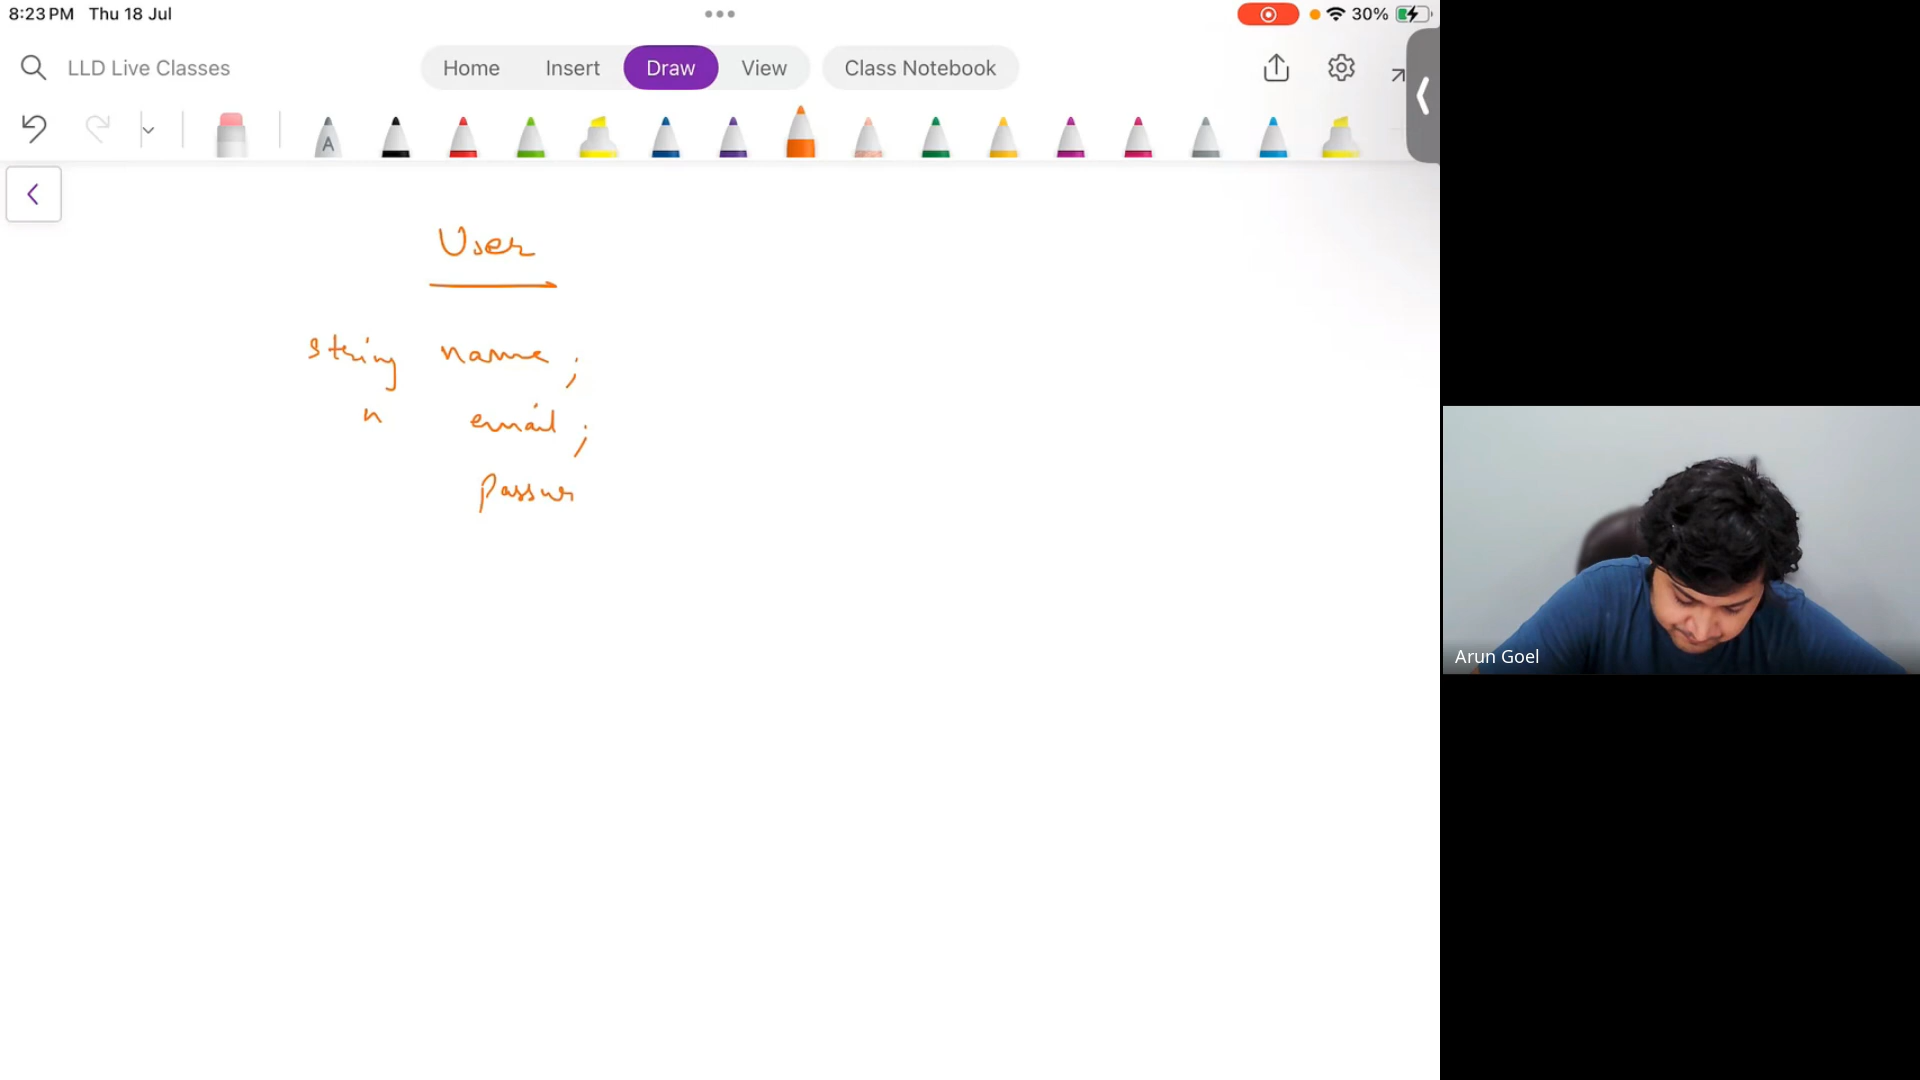 8:23 PM Thu 18 Jul 30%
LLD Live Classes Home Insert Draw View Class Notebook
A
User
string name ;
" email ;
passwo
Arun Goel